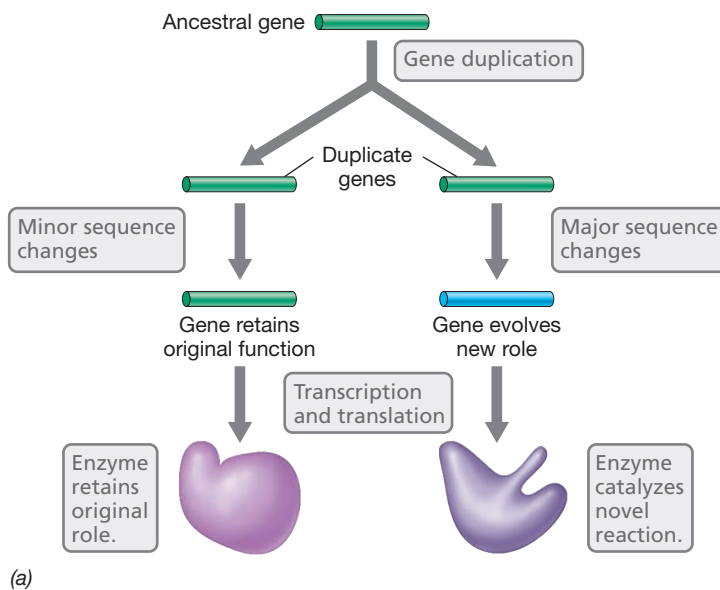 Ancestral gene
Gene duplication
Duplicate
genes
Minor sequence
changes
Major sequence
changes
Gene retains
original function
Gene evolves
new role
Transcription
and translation
Enzyme
retains
original
role.
Enzyme
catalyzes
novel
reaction.
(a)